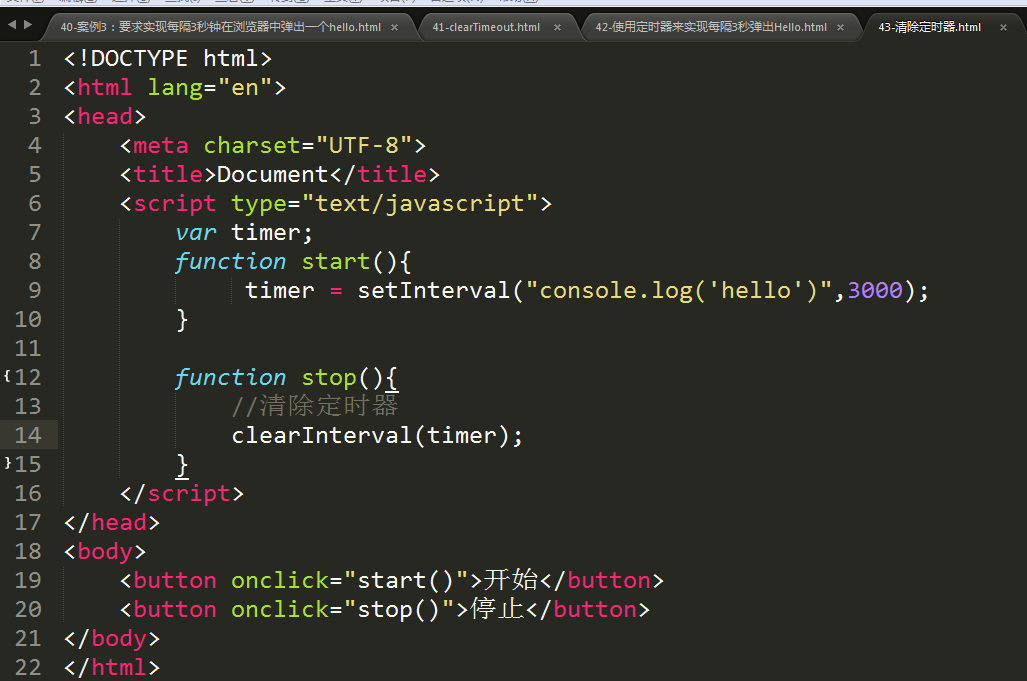 40-案例3：要求实现每隔3秒钟在浏览器中弹出一个hello.html × 41-clearTimeout.html × 42-使用定时器来实现每隔3秒弹出Hello.html × 43-清除定时器.html ×
1 <!DOCTYPE html>
2 <html lang="en">
3 <head>
4 <meta charset="UTF-8">
5 <title>Document</title>
6 <script type="text/javascript">
7 var timer;
8 function start(){
9 timer = setInterval("console.log('hello')",3000);
10 }
11
{12 function stop(){
13 //清除定时器
14 clearInterval(timer);
}15 }
16 </script>
17 </head>
18 <body>
19 <button onclick="start()">开始</button>
20 <button onclick="stop()">停止</button>
21 </body>
22 </html>